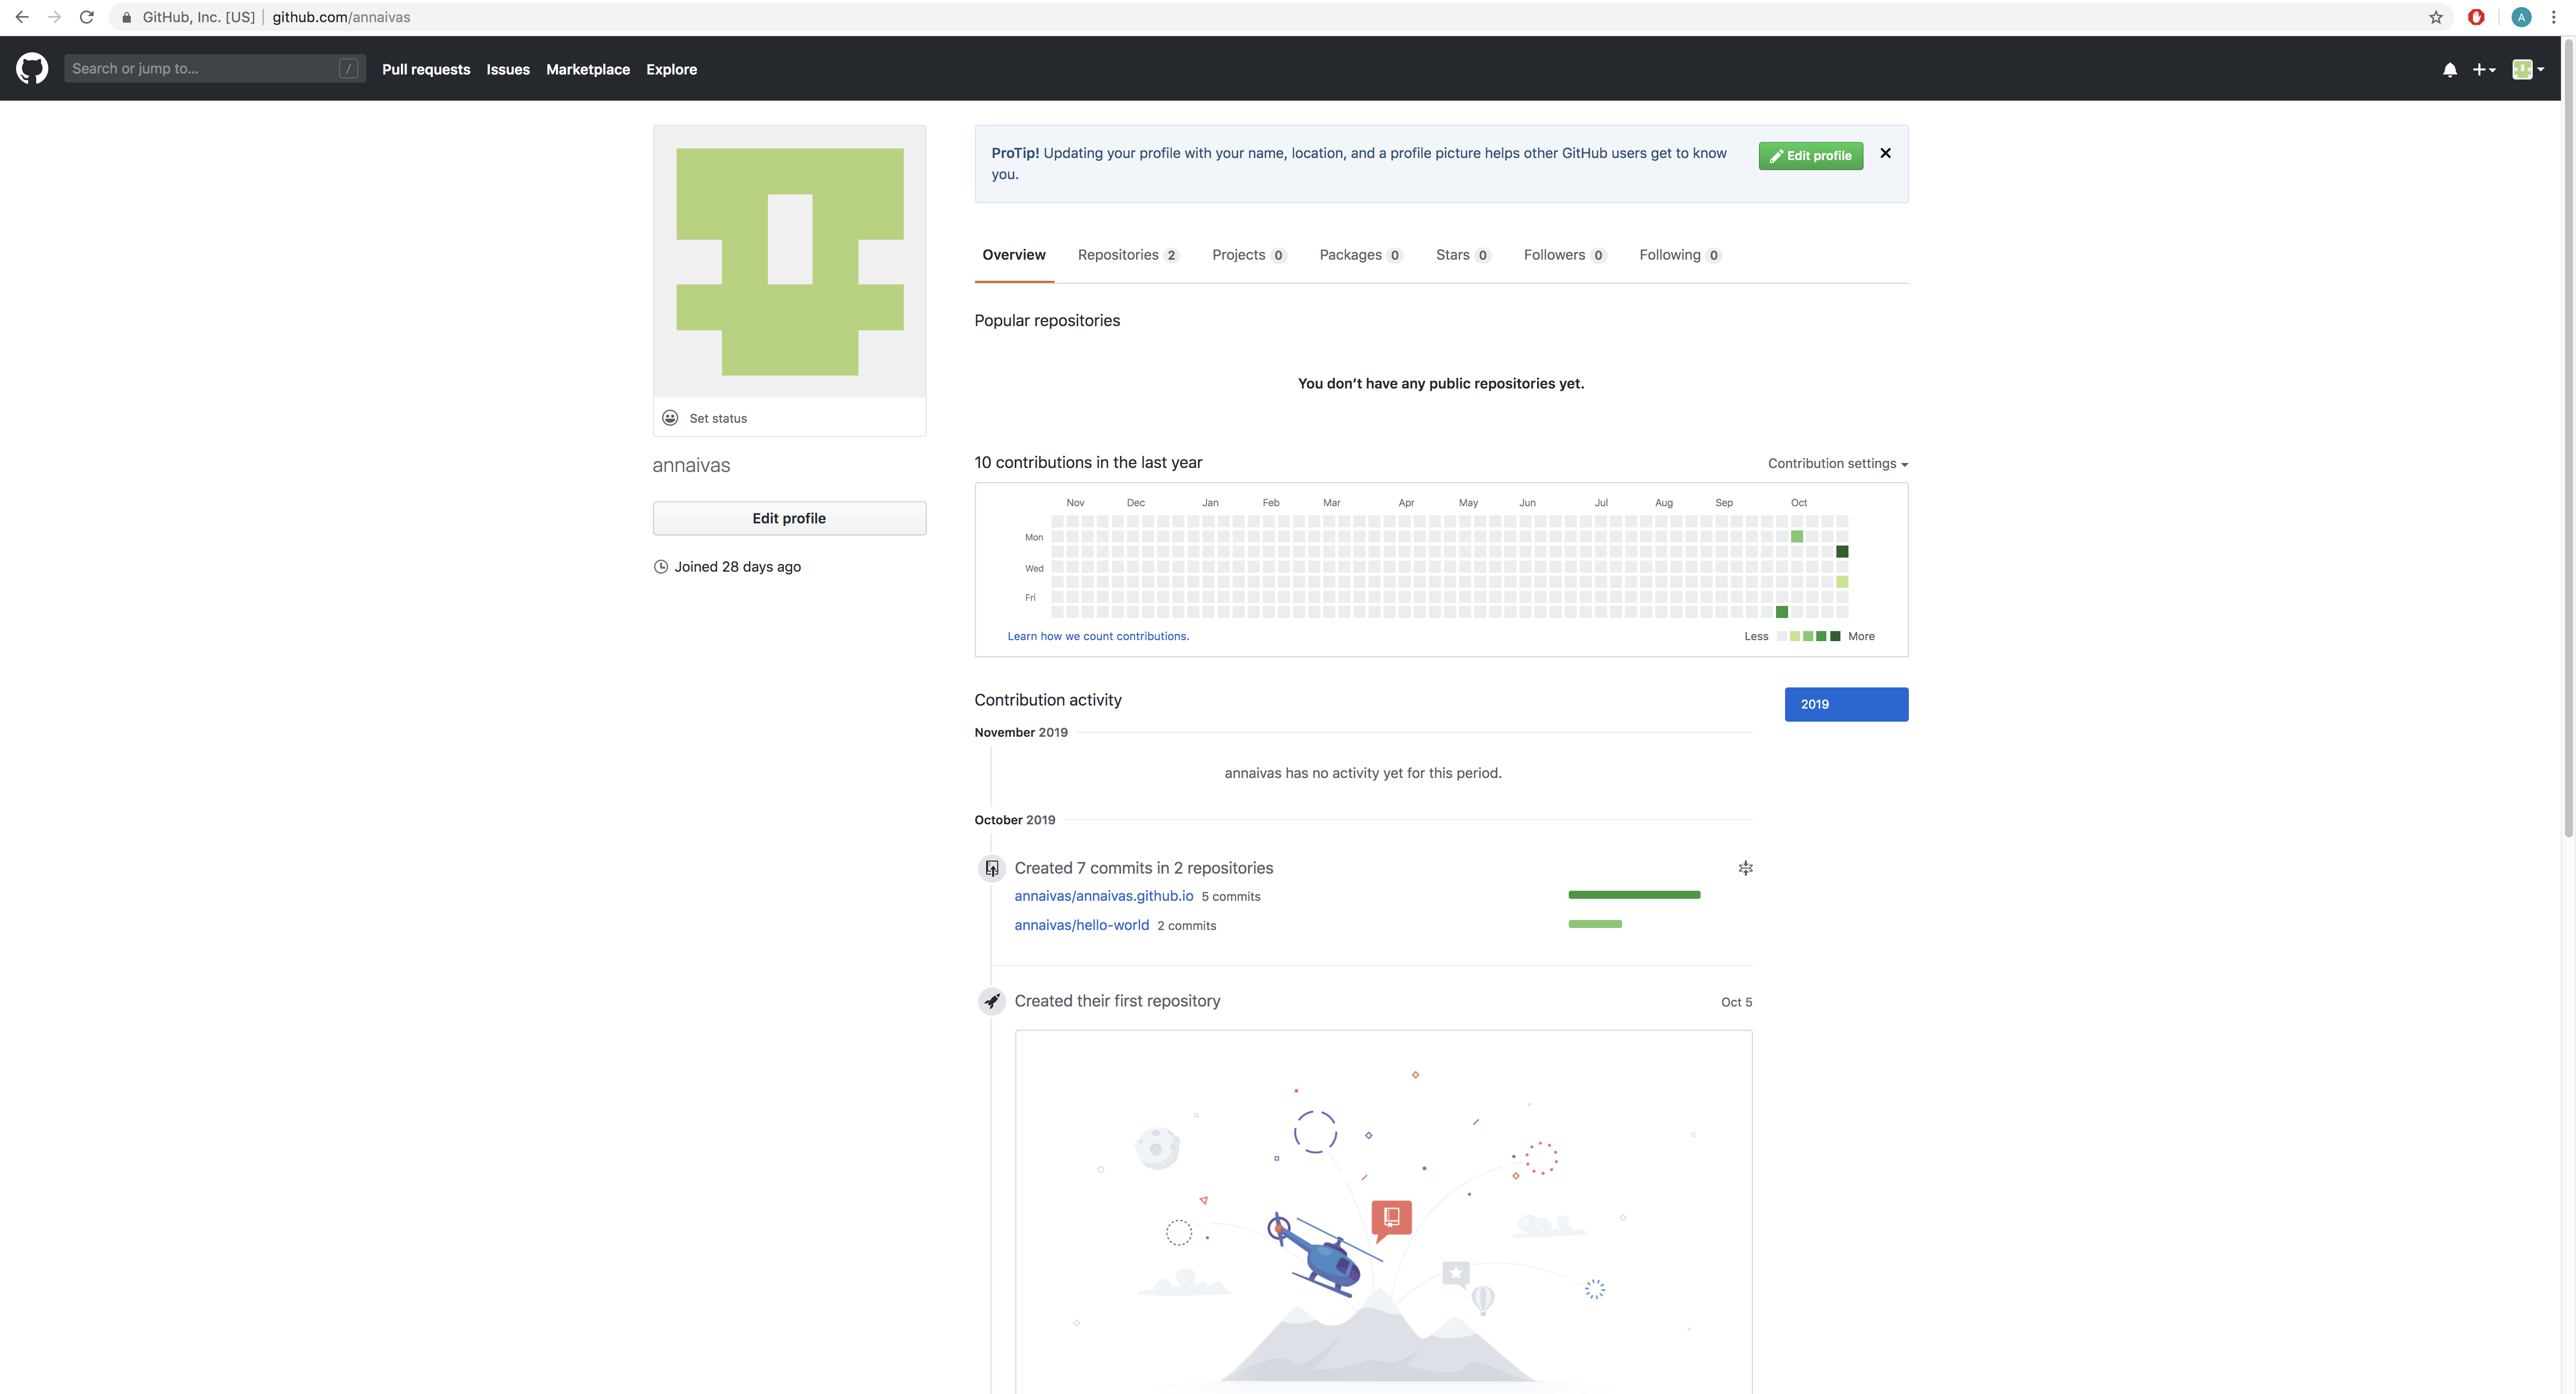 GitHub, Inc. [US] | github.com/annaivas
A
Search or jump to... /
Pull requests Issues Marketplace Explore
ProTip! Updating your profile with your name, location, and a profile picture helps other GitHub users get to know
you.
Edit profile
Overview Repositories 2 Projects 0 Packages 0 Stars 0 Followers 0 Following 0
Popular repositories
You don’t have any public repositories yet.
Set status
annaivas
Edit profile
Joined 28 days ago
10 contributions in the last year
Contribution settings
Nov Dec Jan Feb Mar Apr May Jun Jul Aug Sep Oct
Mon
Wed
Fri
Learn how we count contributions.
Less More
Contribution activity
2019
November 2019
annaivas has no activity yet for this period.
October 2019
Created 7 commits in 2 repositories
annaivas/annaivas.github.io 5 commits
annaivas/hello-world 2 commits
Created their first repository
Oct 5